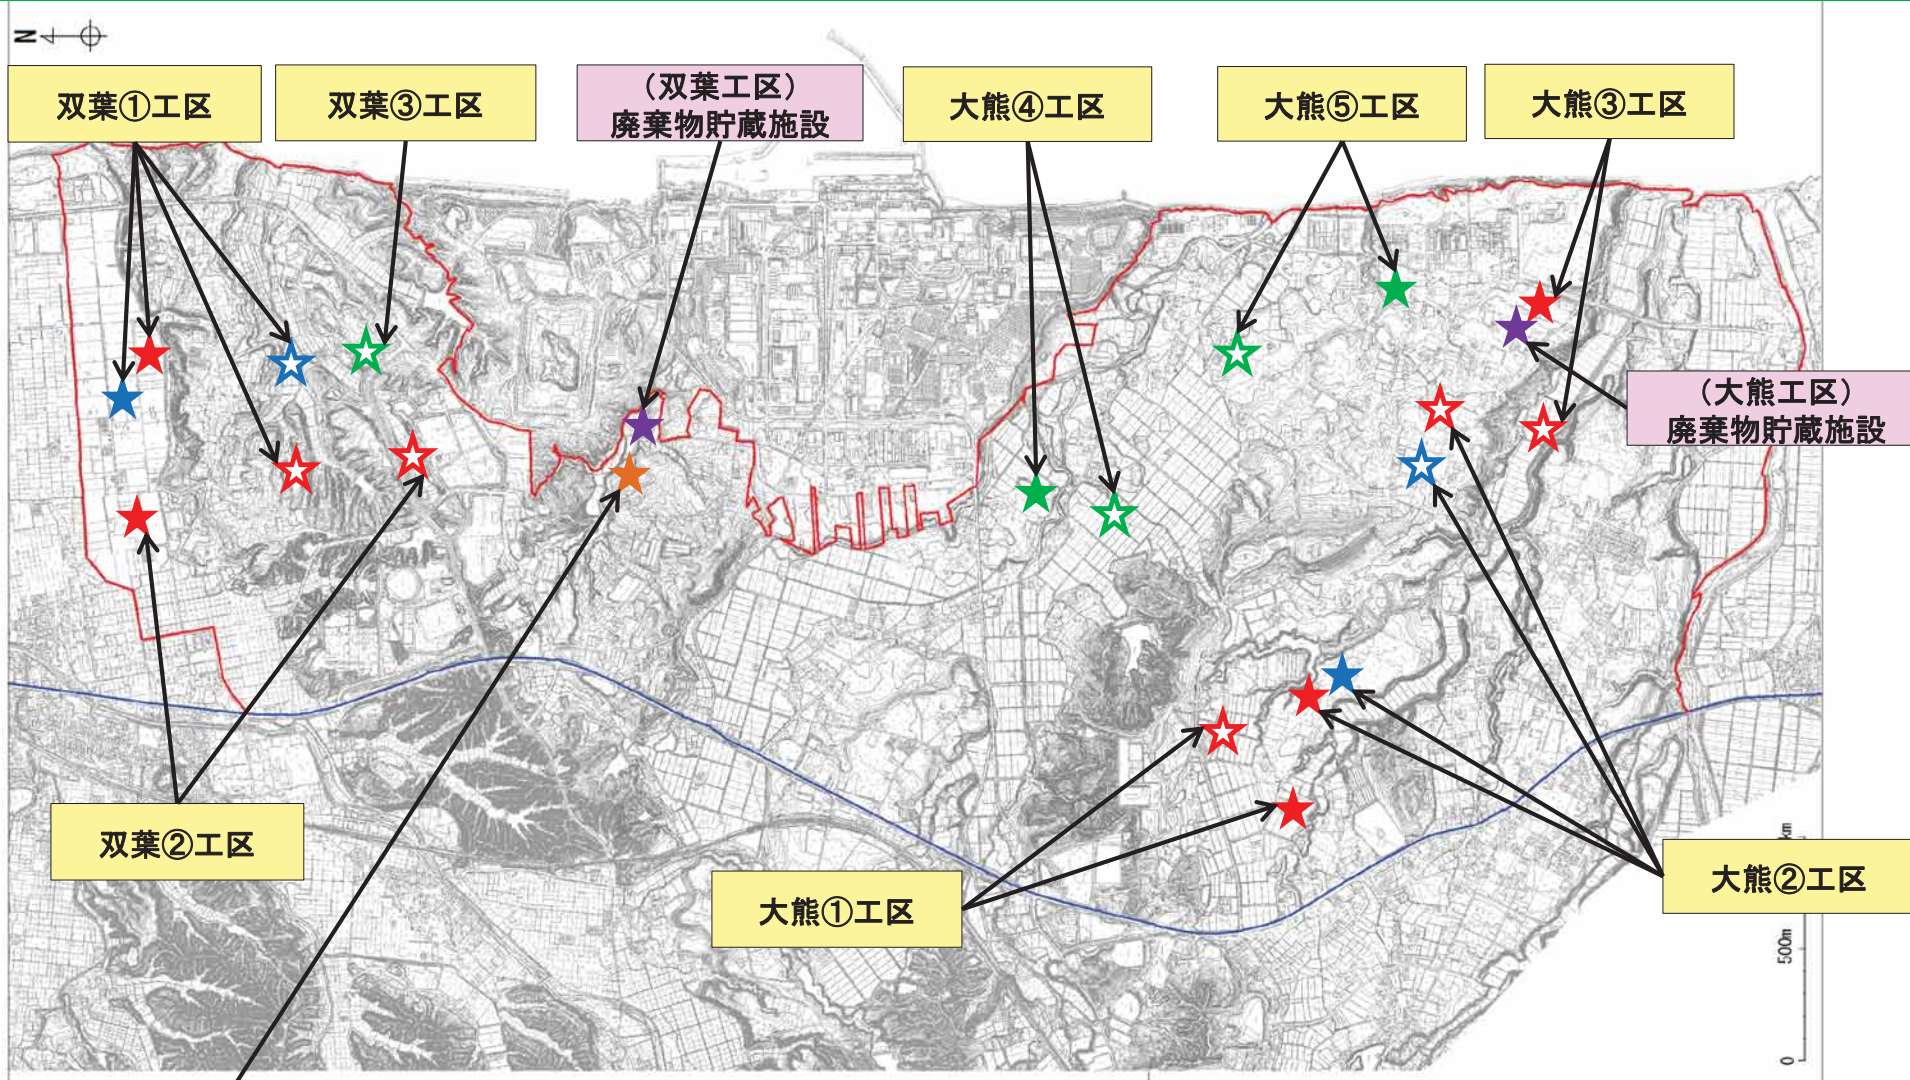 N
双葉①工区
双葉③工区
（双葉工区）
廃棄物貯蔵施設
大熊④工区
大熊⑤工区
大熊③工区
（大熊工区）
廃棄物貯蔵施設
双葉②工区
大熊①工区
大熊②工区
km
500m
0